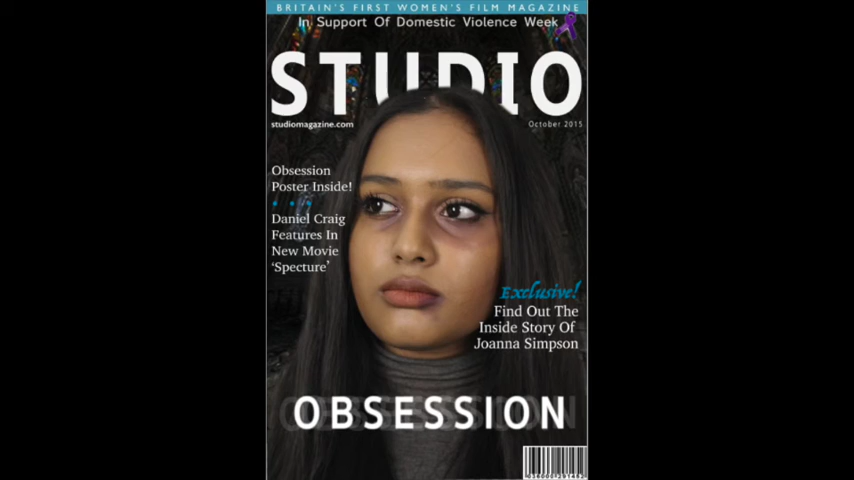 BRITAIN'S FIRST WOMEN'S FILM MAGAZINE
In Support Of Domestic Violence Week
STUDIO
studiomagazine.com
October 2015
Obsession
Poster Inside!
Daniel Craig
Features In
New Movie
‘Specture’
Exclusive!
Find Out The
Inside Story Of
Joanna Simpson
OBSESSION